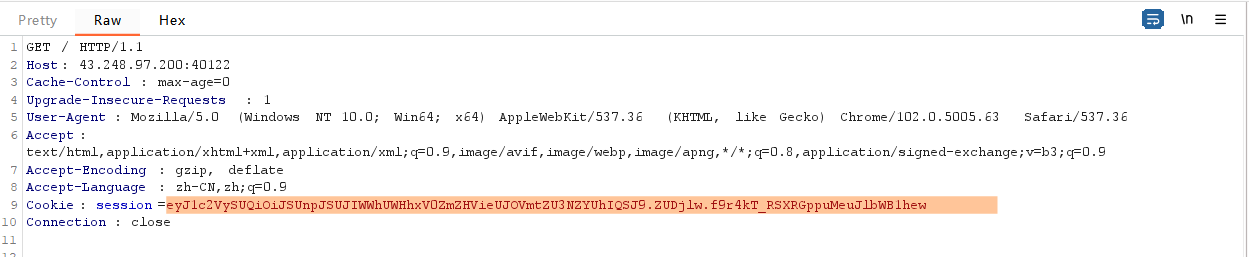 Pretty Raw Hex \n
1 GET / HTTP/1.1
2 Host: 43.248.97.200:40122
3 Cache-Control : max-age=0
4 Upgrade-Insecure-Requests : 1
5 User-Agent : Mozilla/5.0 (Windows NT 10.0; Win64; x64) AppleWebKit/537.36 (KHTML, like Gecko) Chrome/102.0.5005.63 Safari/537.36
6 Accept :
text/html,application/xhtml+xml,application/xml;q=0.9,image/avif,image/webp,image/apng,*/*;q=0.8,application/signed-exchange;v=b3;q=0.9
7 Accept-Encoding : gzip, deflate
8 Accept-Language : zh-CN,zh;q=0.9
9 Cookie : session =eyJ1c2VySUQiOiJSUnpJSUJIWWhUWHhxV0ZmZHVieUJOVmtZU3NZYUhIQSJ9.ZUDjlw.f9r4kT_RSXRGppuMeuJlbWB1hew
10 Connection : close
11
12